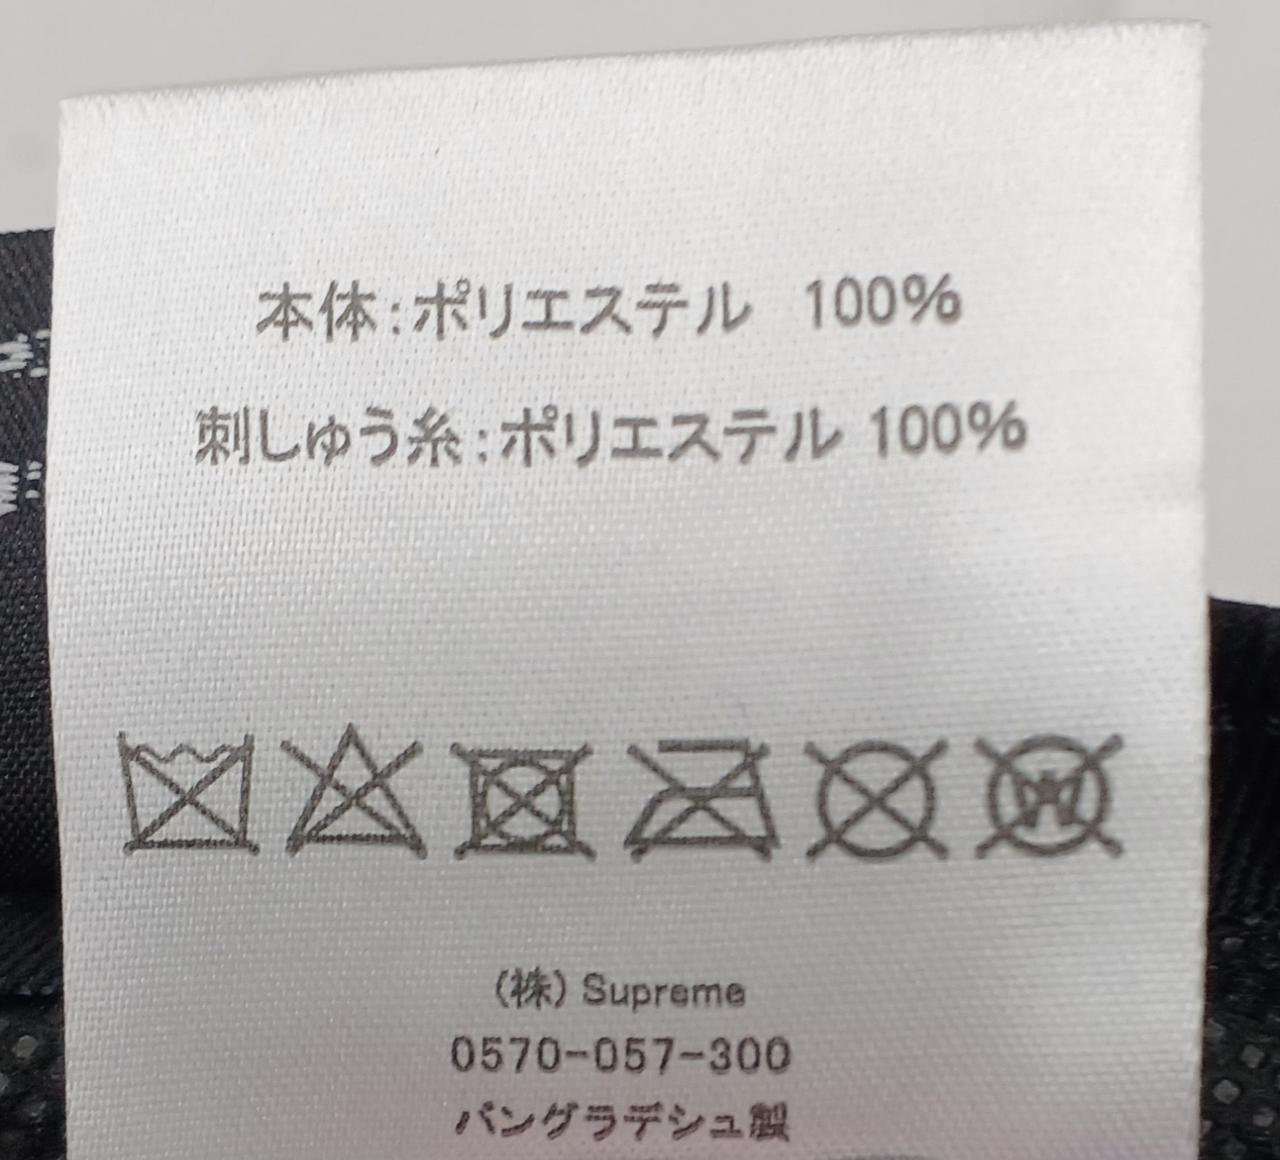 本体:ポリエステル 100%
刺しゅう糸:ポリエステル 100%
W
(株) Supreme
0570-057-300
バングラデシュ製